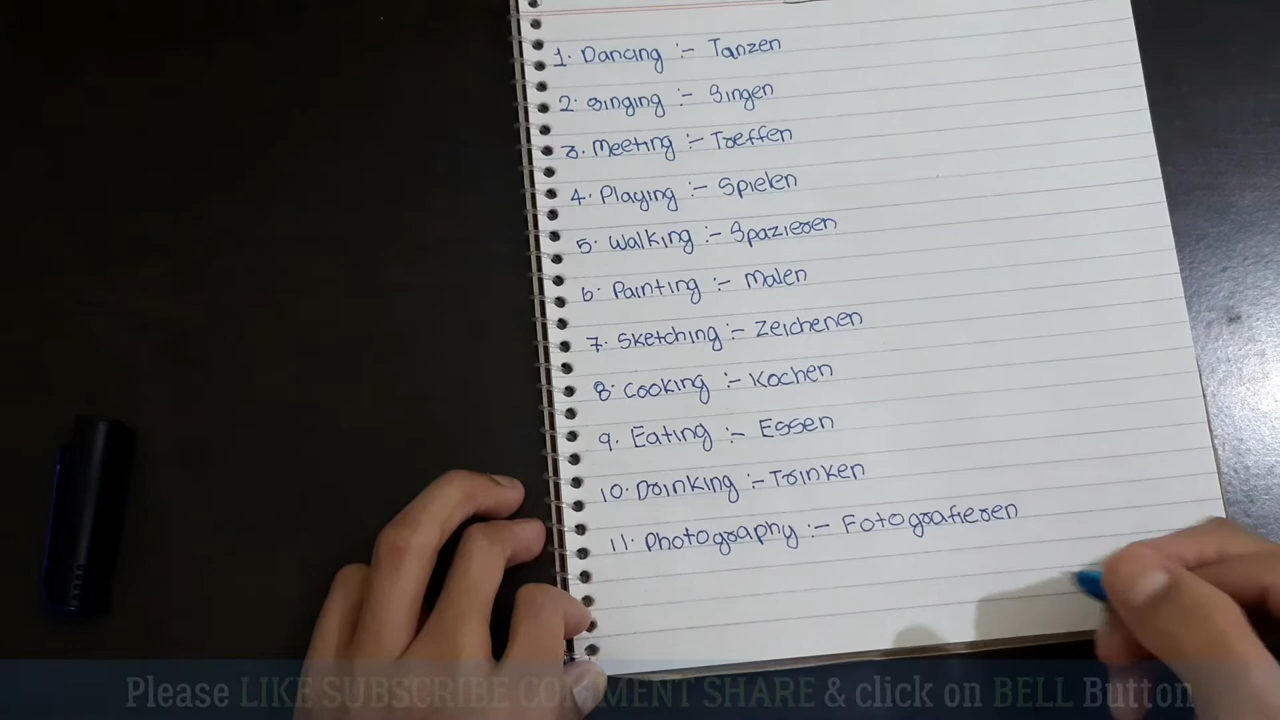 1. Dancing :- Tanzen
2. Singing :- Singen
3. Meeting :- Treffen
4. Playing :- Spielen
5. Walking :- Spazieren
6. Painting :- Malen
7. Sketching :- Zeichenen
8. Cooking :- Kochen
9. Eating :- Essen
10. Drinking :- Trinken
11. Photography :- Fotografieren
Please LIKE SUBSCRIBE COMMENT SHARE & click on BELL Button